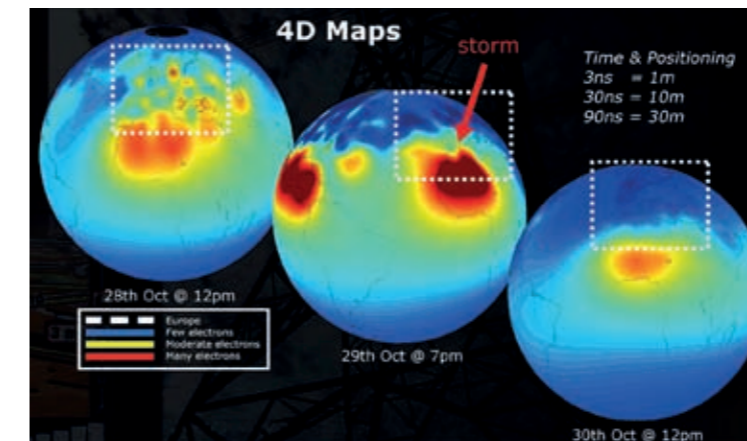 4D Maps
storm
Time & Positioning
3ns = 1m
30ns = 10m
90ns = 30m
28th Oct @ 12pm
Europe
Few electrons
Moderate electrons
Many electrons
29th Oct @ 7pm
30th Oct @ 12pm